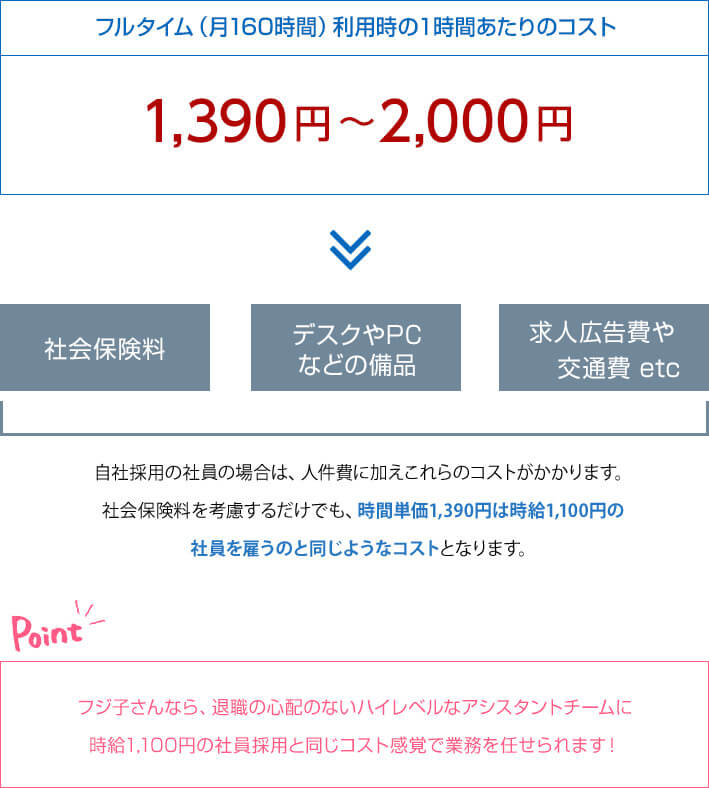 フルタイム（月160時間）利用時の1時間あたりのコスト
1,390円～2,000円
社会保険料
デスクやPC
などの備品
求人広告費や
交通費 etc
自社採用の社員の場合は、人件費に加えこれらのコストがかかります。
社会保険料を考慮するだけでも、時間単価1,390円は時給1,100円の
社員を雇うのと同じようなコストとなります。
Point
フジ子さんなら、退職の心配のないハイレベルなアシスタントチームに
時給1,100円の社員採用と同じコスト感覚で業務を任せられます！